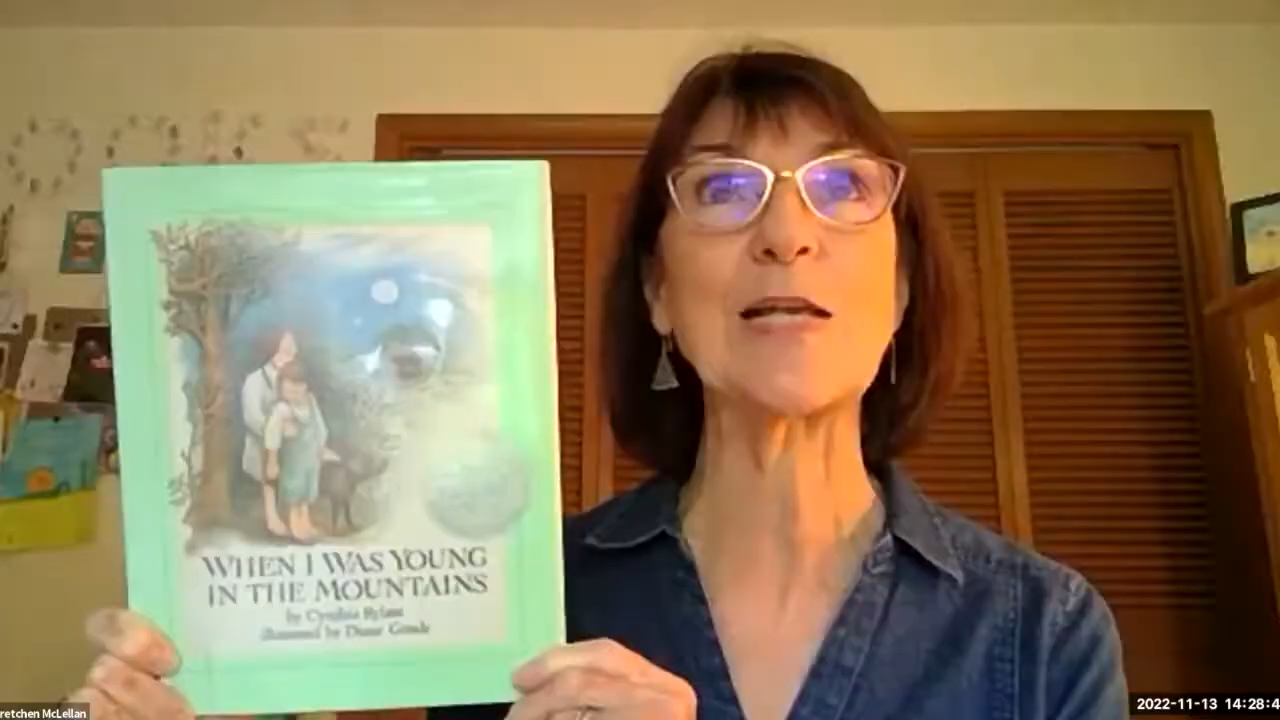 WHEN I WAS YOUNG
IN THE MOUNTAINS
by Cynthia Rylant
illustrated by Diane Goode
retchen McLellan
2022-11-13 14:28:4